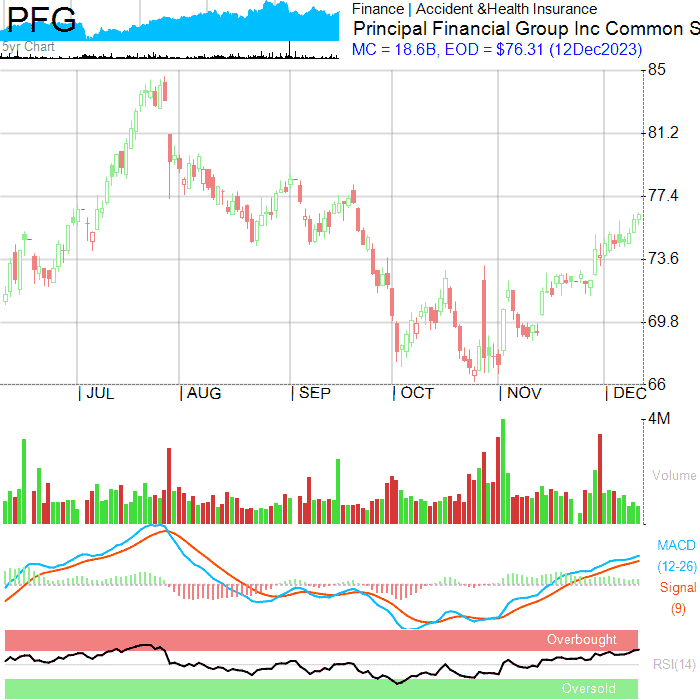 PFG
5yr Chart
Finance | Accident &Health Insurance
Principal Financial Group Inc Common S
MC = 18.6B, EOD = $76.31 (12Dec2023)
85
81.2
77.4
73.6
69.8
66
| JUL | AUG | SEP | OCT | NOV | DEC
4M
Volume
MACD
(12-26)
Signal
(9)
Overbought
RSI(14)
Oversold